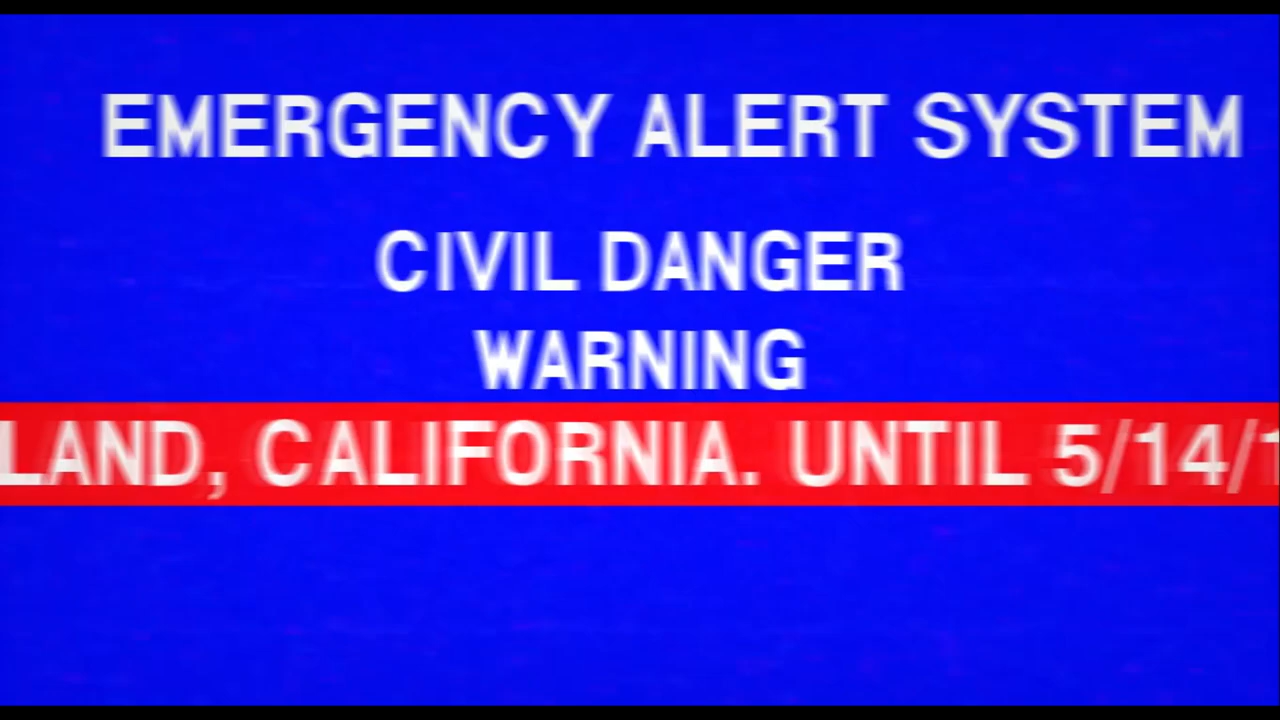 EMERGENCY ALERT SYSTEM
CIVIL DANGER
WARNING
LAND, CALIFORNIA. UNTIL 5/14/1